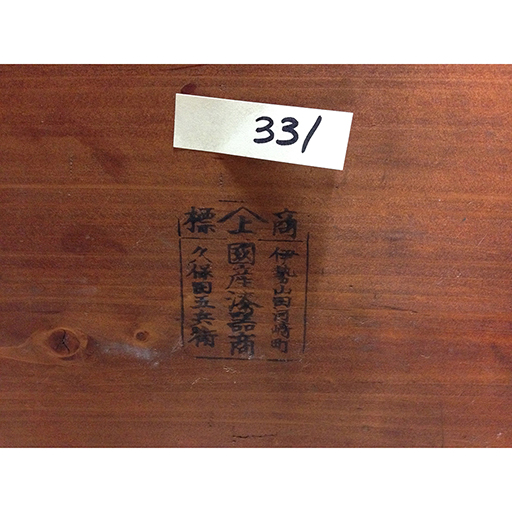 331
商 上 標
伊勢山田河崎町
國産漆器商
久保田五兵衛